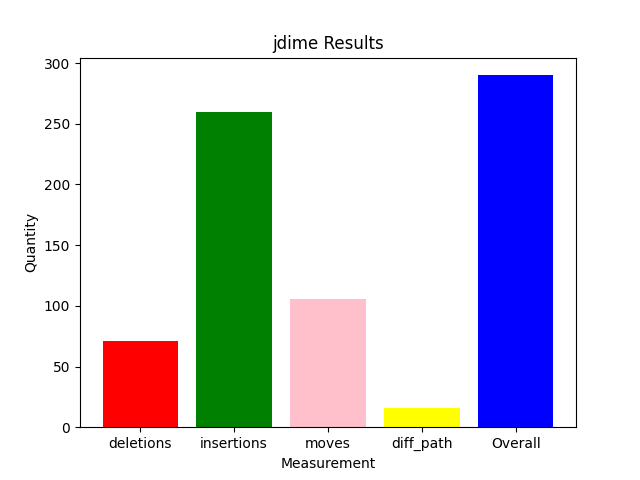 jdime Results
300
250
200
150
100
50
0
Quantity
deletions insertions moves diff_path Overall
Measurement